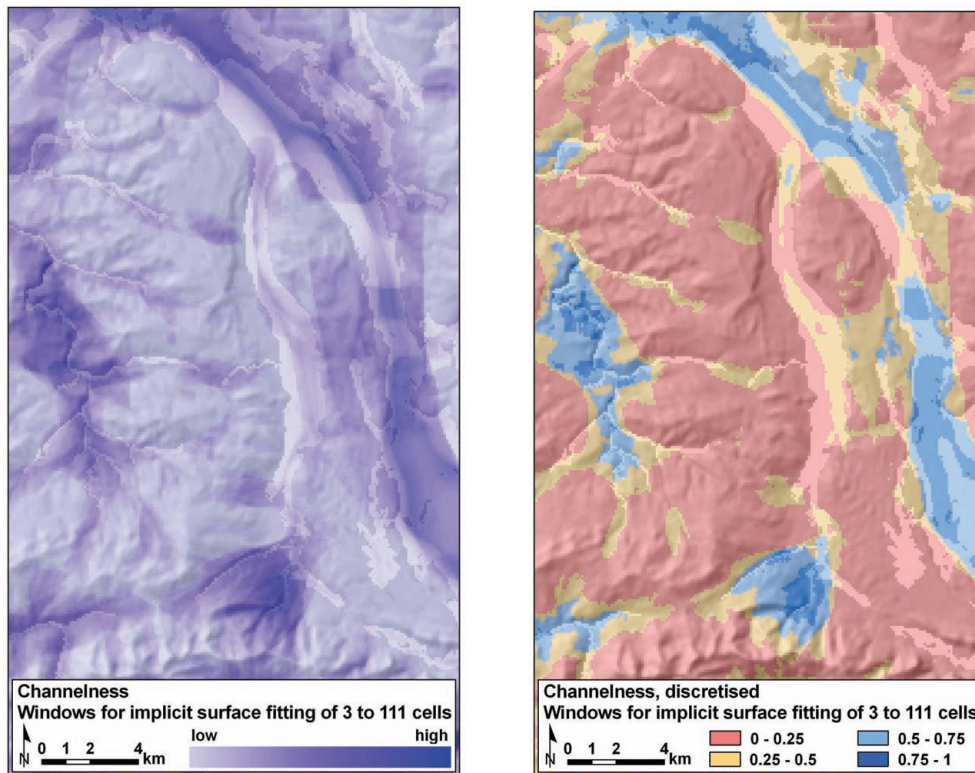 Channelness
Windows for implicit surface fitting of 3 to 111 cells
N 0 1 2 4 km
low high
Channelness, discretised
Windows for implicit surface fitting of 3 to 111 cells
N 0 1 2 4 km
0 - 0.25 0.5 - 0.75
0.25 - 0.5 0.75 - 1